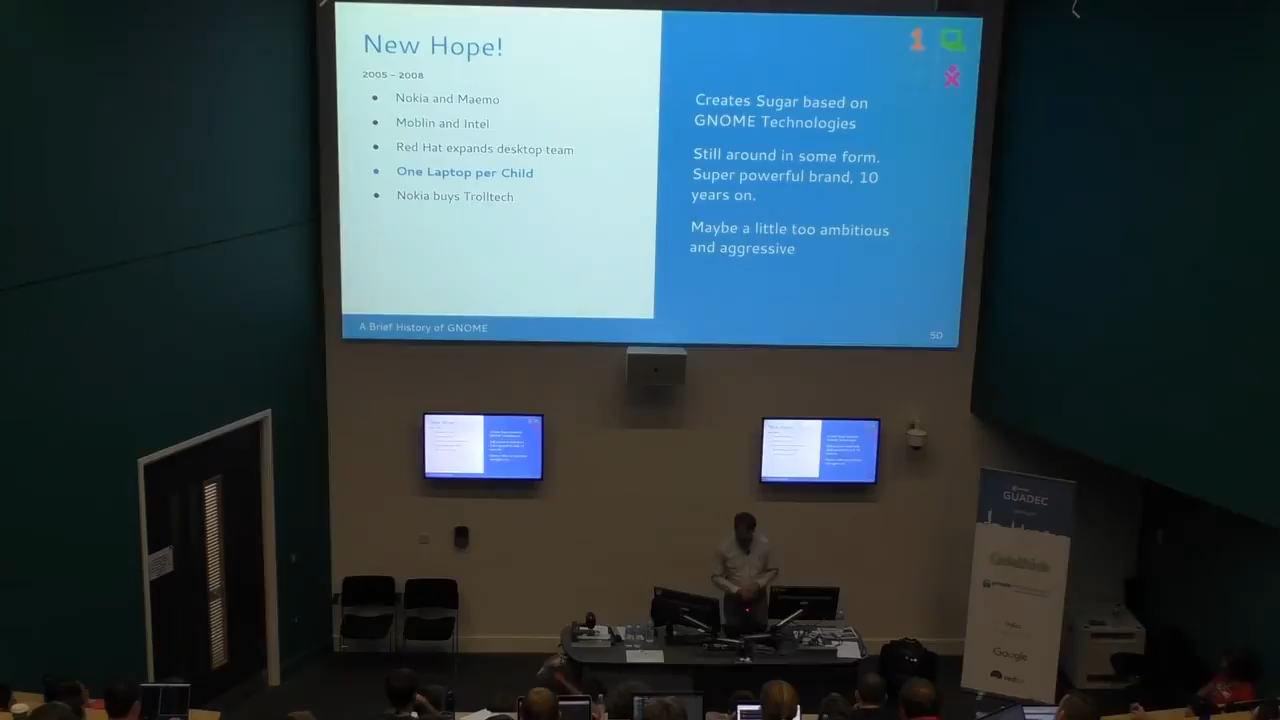 New Hope!
2005 – 2008
• Nokia and Maemo
• Moblin and Intel
• Red Hat expands desktop team
• One Laptop per Child
• Nokia buys Trolltech
1
Creates Sugar based on
GNOME Technologies
Still around in some form.
Super powerful brand, 10
years on.
Maybe a little too ambitious
and aggressive
A Brief History of GNOME
50
GUADEC
Google